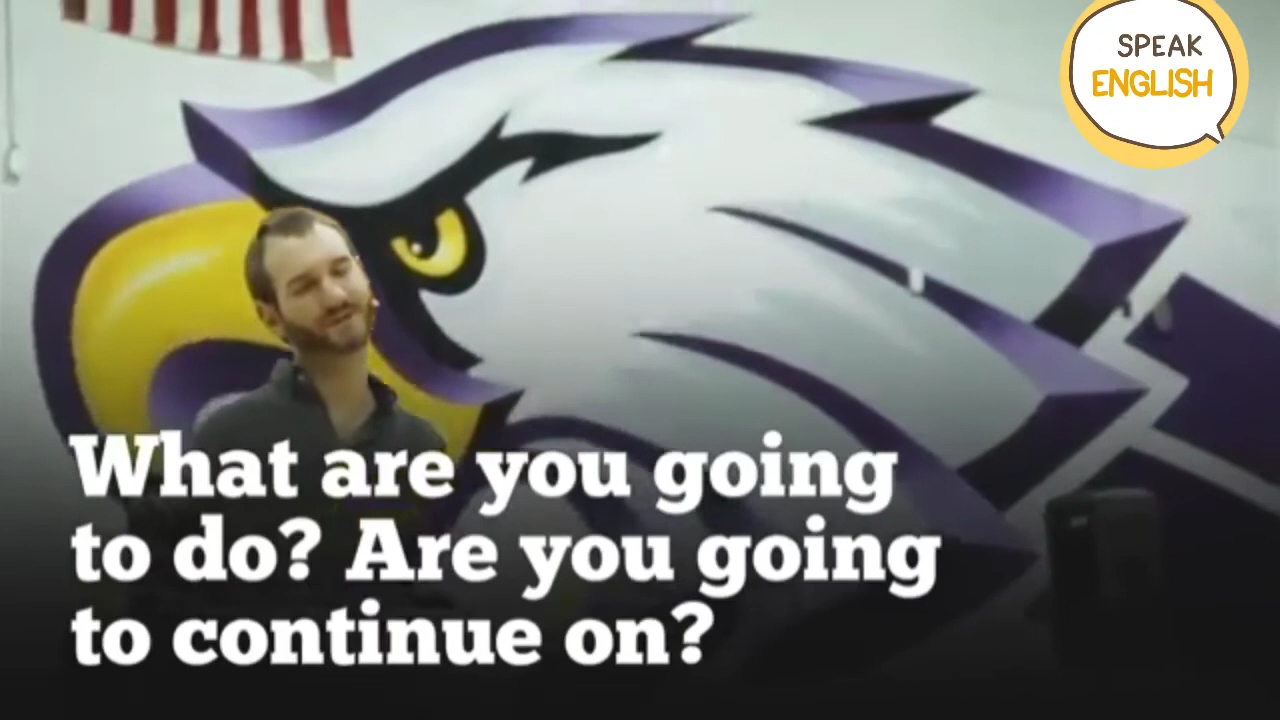 SPEAK
ENGLISH
What are you going
to do? Are you going
to continue on?